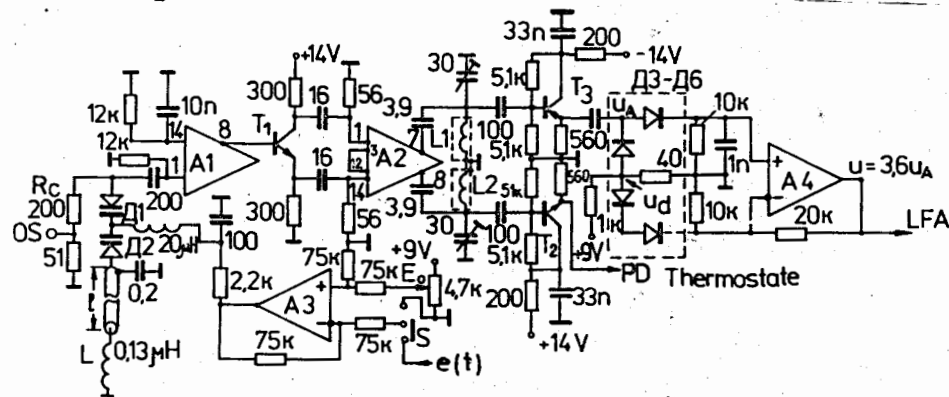 33n
200
-14V
+14V
30
5,1к
T3
Д3-Д6
12к
10n
300
16
56
3,9
10к
14
8
T1
7
L1
100
uA
12к
1
A1
1
3
A2
5,1к
560
40
1n
+
A4
u=3,6uA
12
Rc
200
16
14
8
L2
5,1к
560
ud
10к
200
Д1
300
56
3,9
1к
20к
LFA
OS
20мН
100
+9V
30
100
5,1к
T2
+9V
51
Д2
75к
75к
E0
PD Thermostate
ℓ
0,2
2,2к
A3
+
4,7к
200
33n
L
0,13мН
75к
75к
S
e(t)
+14V